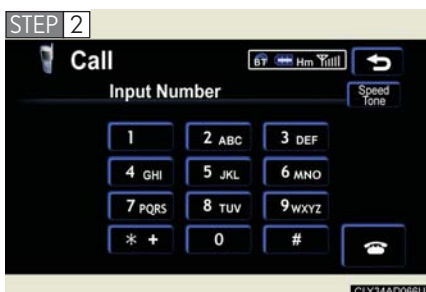 STEP 2
Call
BT Hm
Input Number
Speed
Tone
1 2 ABC 3 DEF
4 GHI 5 JKL 6 MNO
7 PQRS 8 TUV 9 WXYZ
* + 0 #